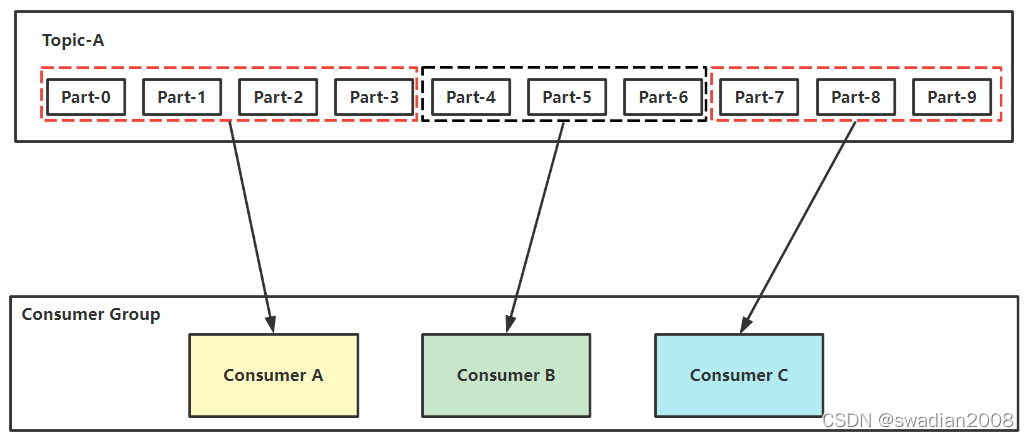 Topic-A
Part-0 Part-1 Part-2 Part-3 Part-4 Part-5 Part-6 Part-7 Part-8 Part-9
Consumer Group
Consumer A Consumer B Consumer C
CSDN @swadian2008